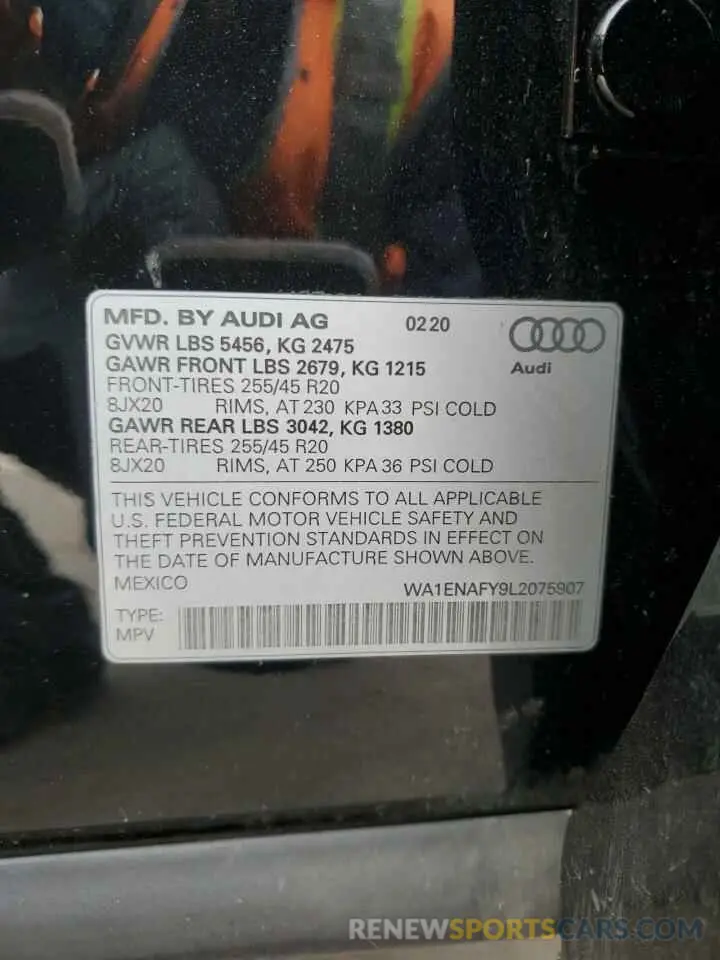 MFD. BY AUDI AG 0220
GVWR LBS 5456, KG 2475
GAWR FRONT LBS 2679, KG 1215
Audi
FRONT-TIRES 255/45 R20
8JX20 RIMS, AT 230 KPA 33 PSI COLD
GAWR REAR LBS 3042, KG 1380
REAR-TIRES 255/45 R20
8JX20 RIMS, AT 250 KPA 36 PSI COLD
THIS VEHICLE CONFORMS TO ALL APPLICABLE
U.S. FEDERAL MOTOR VEHICLE SAFETY AND
THEFT PREVENTION STANDARDS IN EFFECT ON
THE DATE OF MANUFACTURE SHOWN ABOVE.
MEXICO WA1ENAFY9L2075907
TYPE:
MPV
RENEWSPORTSCARS.COM